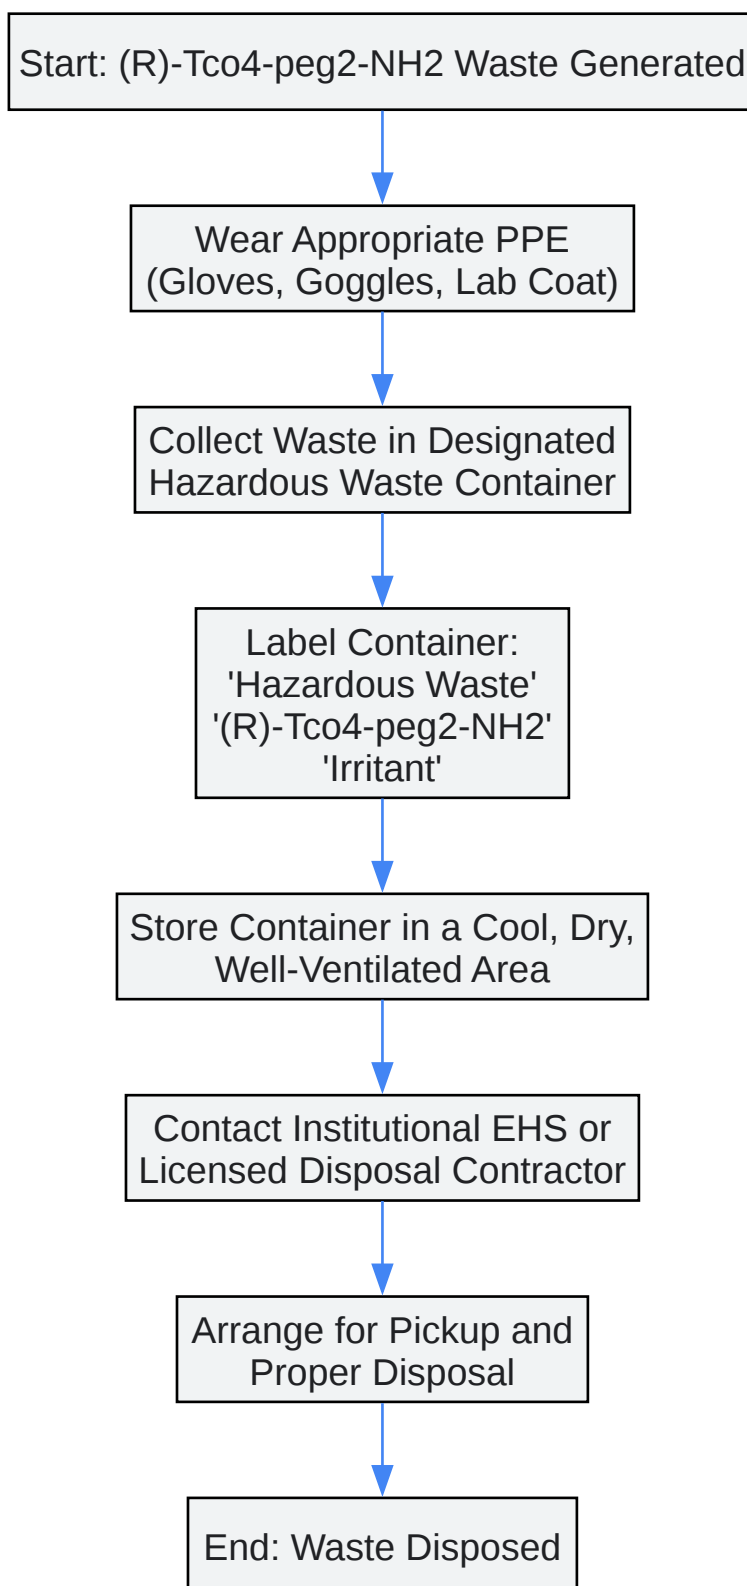 Start: (R)-Tco4-peg2-NH2 Waste Generated
Wear Appropriate PPE
(Gloves, Goggles, Lab Coat)
Collect Waste in Designated
Hazardous Waste Container
Label Container:
'Hazardous Waste'
'(R)-Tco4-peg2-NH2'
'Irritant'
Store Container in a Cool, Dry,
Well-Ventilated Area
Contact Institutional EHS or
Licensed Disposal Contractor
Arrange for Pickup and
Proper Disposal
End: Waste Disposed